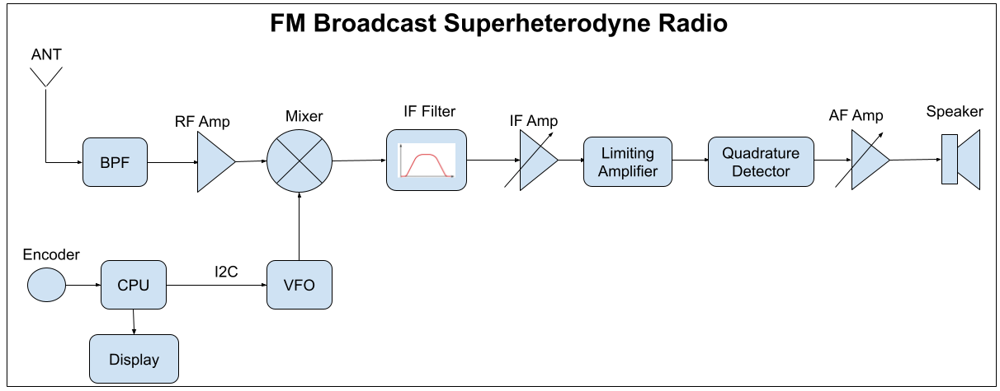 FM Broadcast Superheterodyne Radio
ANT
RF Amp
Mixer
IF Filter
IF Amp
AF Amp
Speaker
BPF
Limiting
Amplifier
Quadrature
Detector
Encoder
CPU
I2C
VFO
Display